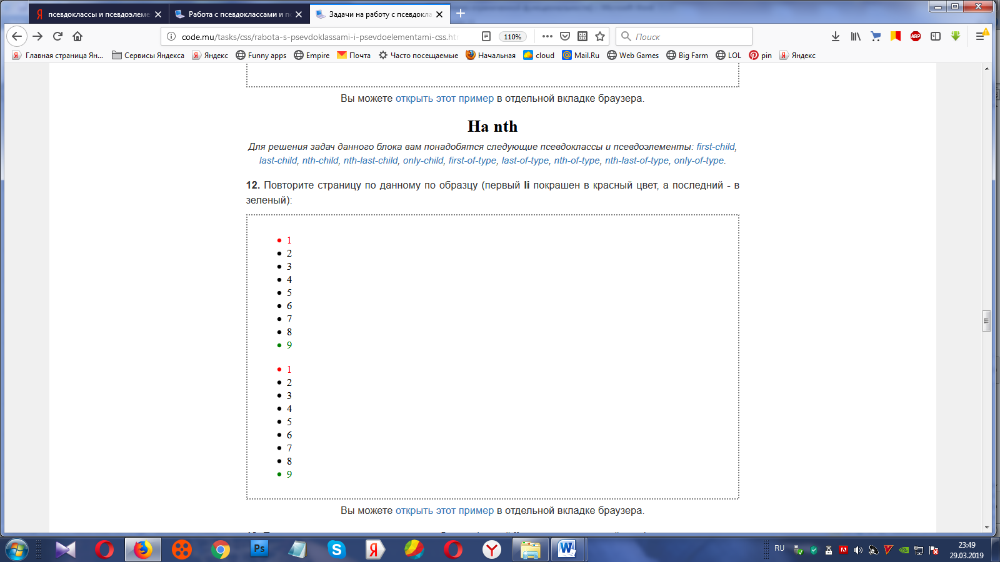 псевдоклассы и псевдоэлеме
Работа с псевдоклассами и п
Задачи на работу с псевдокла
code.mu/tasks/css/rabota-s-psevdoklassami-i-psevdoelementami-css.ht
110%
Поиск
Главная страница Ян...
Сервисы Яндекса
Яндекс
Funny apps
Empire
Почта
Часто посещаемые
Начальная
cloud
Mail.Ru
Web Games
Big Farm
LOL
pin
Яндекс
Вы можете открыть этот пример в отдельной вкладке браузера.
На nth
Для решения задач данного блока вам понадобятся следующие псевдоклассы и псевдоэлементы: first-child,
last-child, nth-child, nth-last-child, only-child, first-of-type, last-of-type, nth-of-type, nth-last-of-type, only-of-type.
12. Повторите страницу по данному по образцу (первый li покрашен в красный цвет, а последний - в
зеленый):
1
2
3
4
5
6
7
8
9
1
2
3
4
5
6
7
8
9
Вы можете открыть этот пример в отдельной вкладке браузера.
RU
23:49
29.03.2019